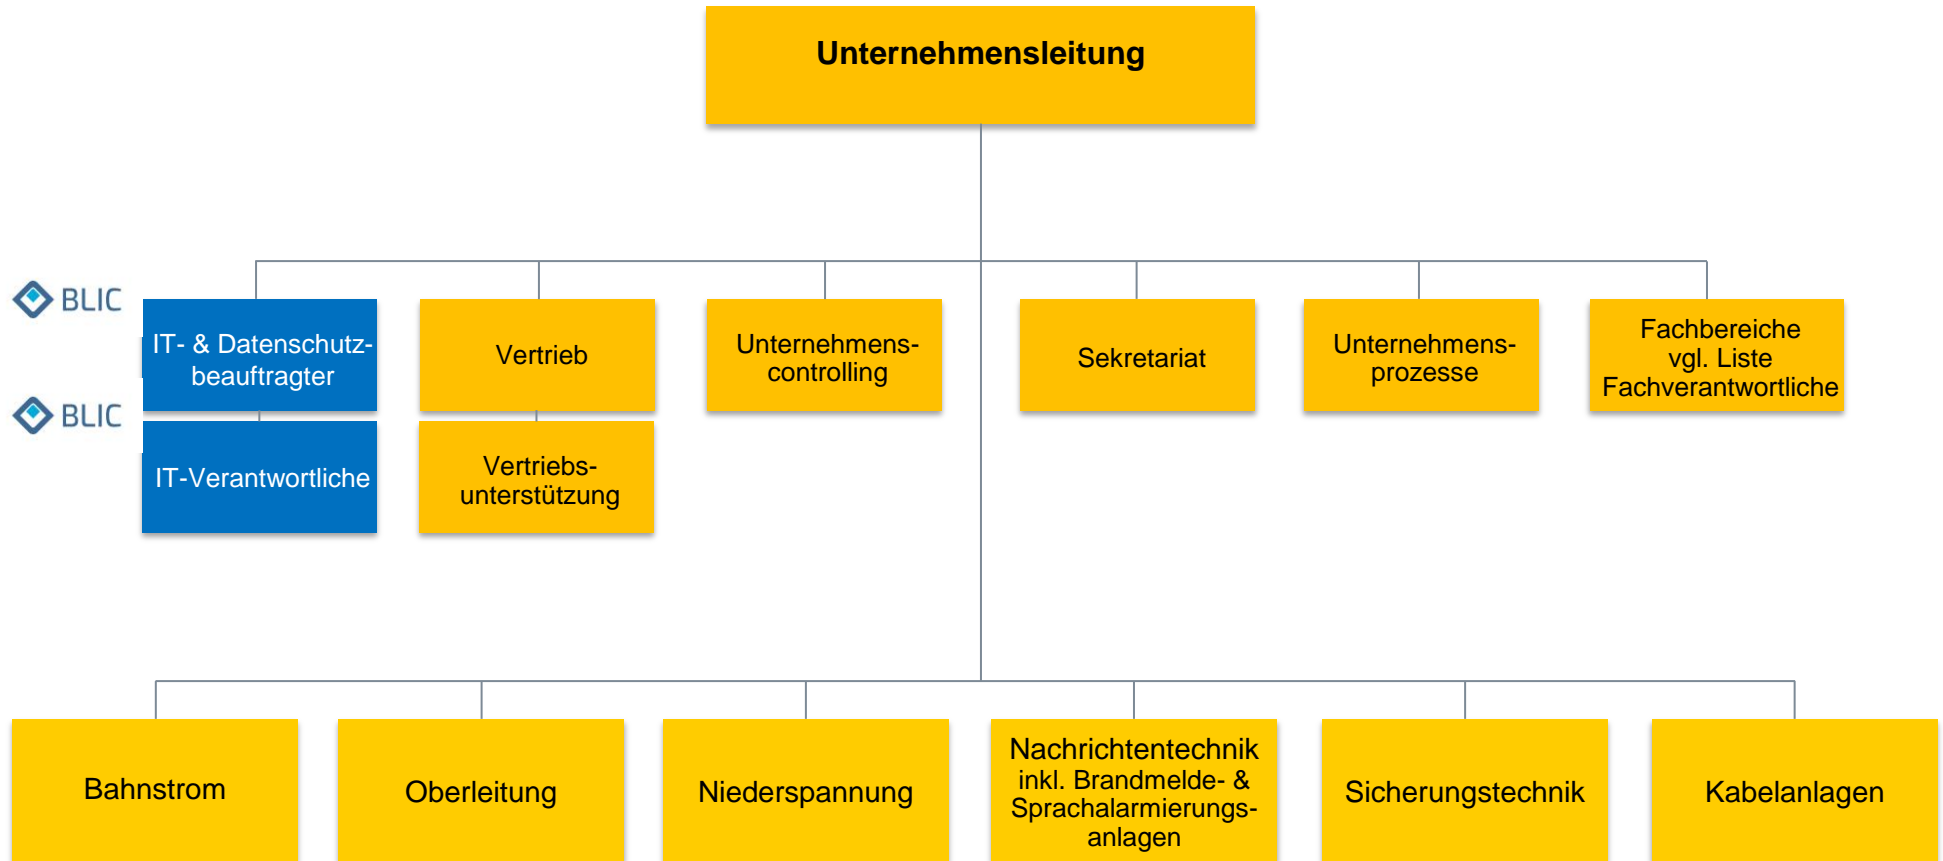 Unternehmensleitung
BLIC
IT- & Datenschutz-
beauftragter
Vertrieb
Unternehmens-
controlling
Sekretariat
Unternehmens-
prozesse
Fachbereiche
vgl. Liste
Fachverantwortliche
BLIC
IT-Verantwortliche
Vertriebs-
unterstützung
Bahnstrom
Oberleitung
Niederspannung
Nachrichtentechnik
inkl. Brandmelde- &
Sprachalarmierungs-
anlagen
Sicherungstechnik
Kabelanlagen